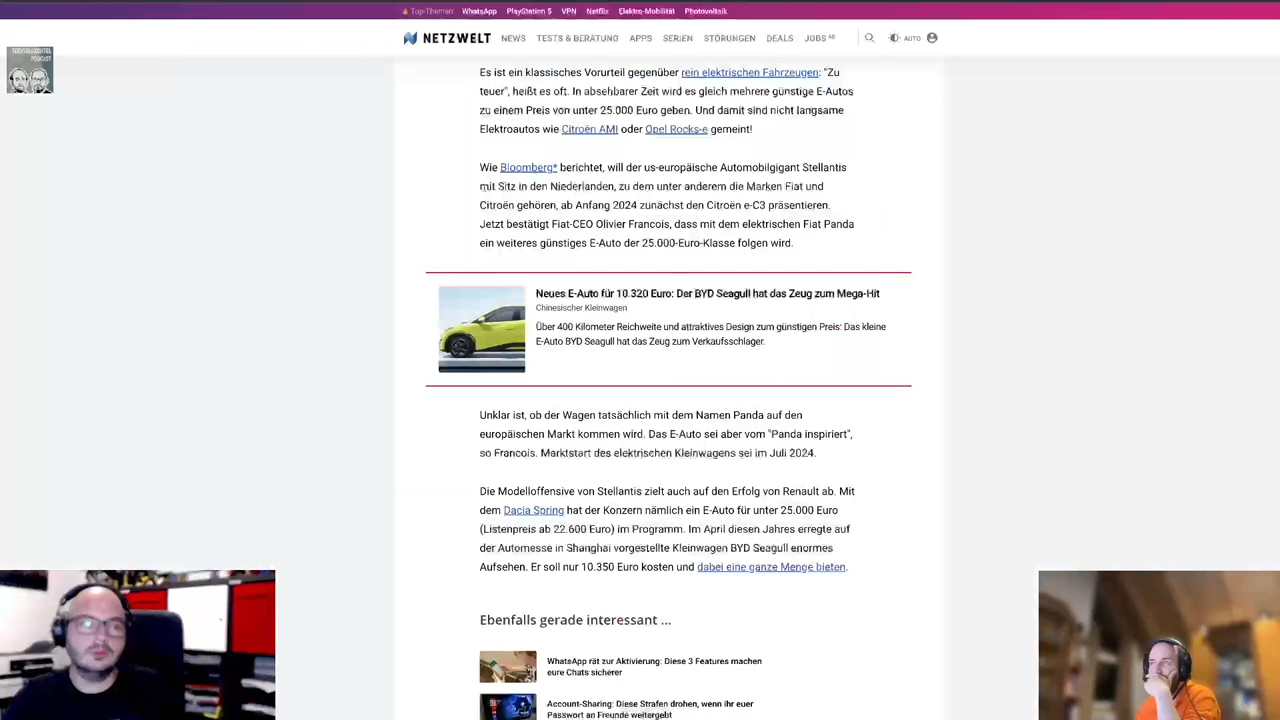 Top-Themen: WhatsApp PlayStation 5 VPN Netflix Elektro-Mobilität Photovoltaik
NETZWELT NEWS TESTS & BERATUNG APPS SERIEN STÖRUNGEN DEALS JOBS AUTO
PODCAST
Es ist ein klassisches Vorurteil gegenüber rein elektrischen Fahrzeugen: "Zu
teuer", heißt es oft. In absehbarer Zeit wird es gleich mehrere günstige E-Autos
zu einem Preis von unter 25.000 Euro geben. Und damit sind nicht langsame
Elektroautos wie Citroën AMI oder Opel Rocks-e gemeint!
Wie Bloomberg* berichtet, will der us-europäische Automobilgigant Stellantis
mit Sitz in den Niederlanden, zu dem unter anderem die Marken Fiat und
Citroën gehören, ab Anfang 2024 zunächst den Citroën e-C3 präsentieren.
Jetzt bestätigt Fiat-CEO Olivier Francois, dass mit dem elektrischen Fiat Panda
ein weiteres günstiges E-Auto der 25.000-Euro-Klasse folgen wird.
Neues E-Auto für 10.320 Euro: Der BYD Seagull hat das Zeug zum Mega-Hit
Chinesischer Kleinwagen
Über 400 Kilometer Reichweite und attraktives Design zum günstigen Preis: Das kleine
E-Auto BYD Seagull hat das Zeug zum Verkaufsschlager.
Unklar ist, ob der Wagen tatsächlich mit dem Namen Panda auf den
europäischen Markt kommen wird. Das E-Auto sei aber vom "Panda inspiriert",
so Francois. Marktstart des elektrischen Kleinwagens sei im Juli 2024.
Die Modelloffensive von Stellantis zielt auch auf den Erfolg von Renault ab. Mit
dem Dacia Spring hat der Konzern nämlich ein E-Auto für unter 25.000 Euro
(Listenpreis ab 22.600 Euro) im Programm. Im April diesen Jahres erregte auf
der Automesse in Shanghai vorgestellte Kleinwagen BYD Seagull enormes
Aufsehen. Er soll nur 10.350 Euro kosten und dabei eine ganze Menge bieten.
Ebenfalls gerade interessant ...
WhatsApp rät zur Aktivierung: Diese 3 Features machen
eure Chats sicherer
Account-Sharing: Diese Strafen drohen, wenn ihr euer
Passwort an Freunde weitergebt